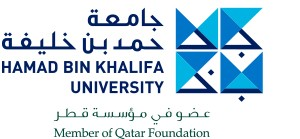 جامعة
حمد بن خليفة
HAMAD BIN KHALIFA
UNIVERSITY
عضو في مؤسسة قطر
Member of Qatar Foundation